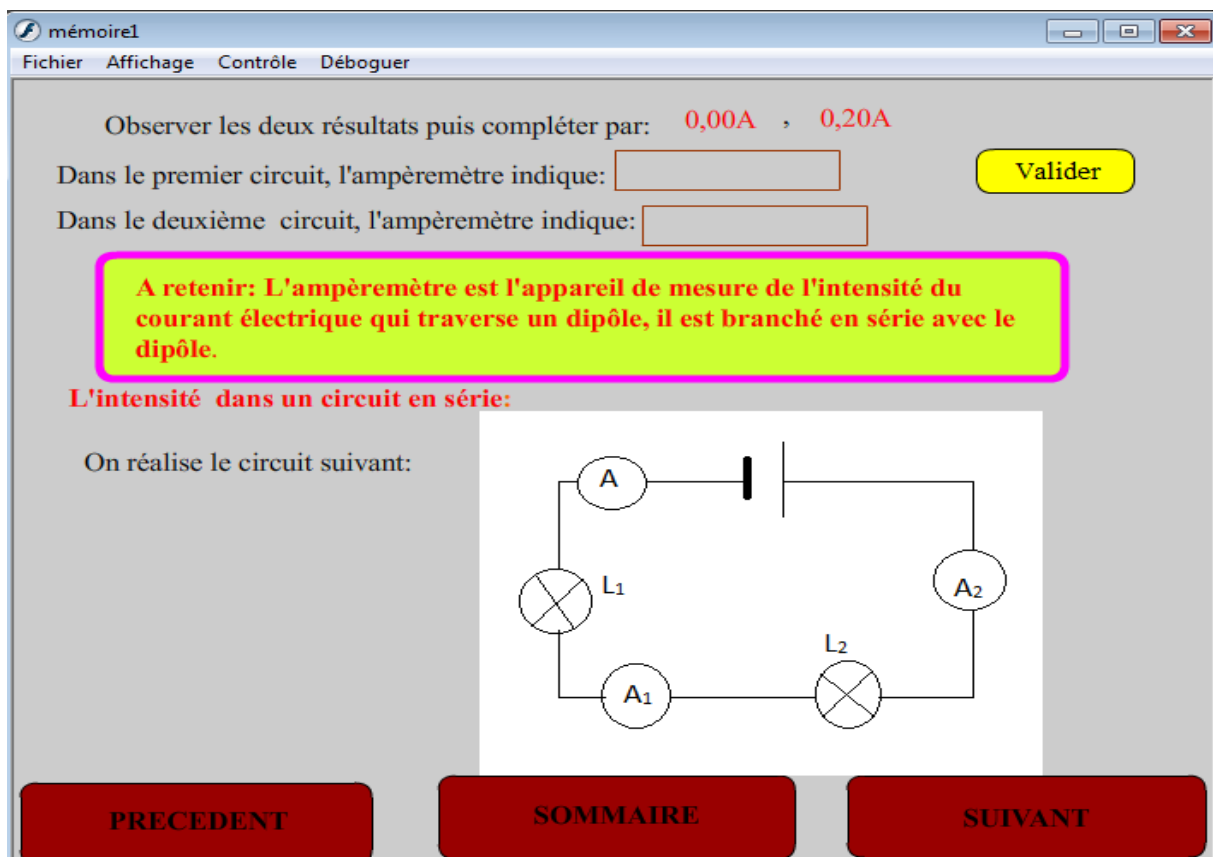 mémoire1
Fichier Affichage Contrôle Déboguer
Observer les deux résultats puis compléter par: 0,00A , 0,20A
Dans le premier circuit, l'ampèremètre indique:
Valider
Dans le deuxième circuit, l'ampèremètre indique:
A retenir: L'ampèremètre est l'appareil de mesure de l'intensité du
courant électrique qui traverse un dipôle, il est branché en série avec le
dipôle.
L'intensité dans un circuit en série:
On réalise le circuit suivant:
A
L1
A2
L2
A1
PRECEDENT
SOMMAIRE
SUIVANT